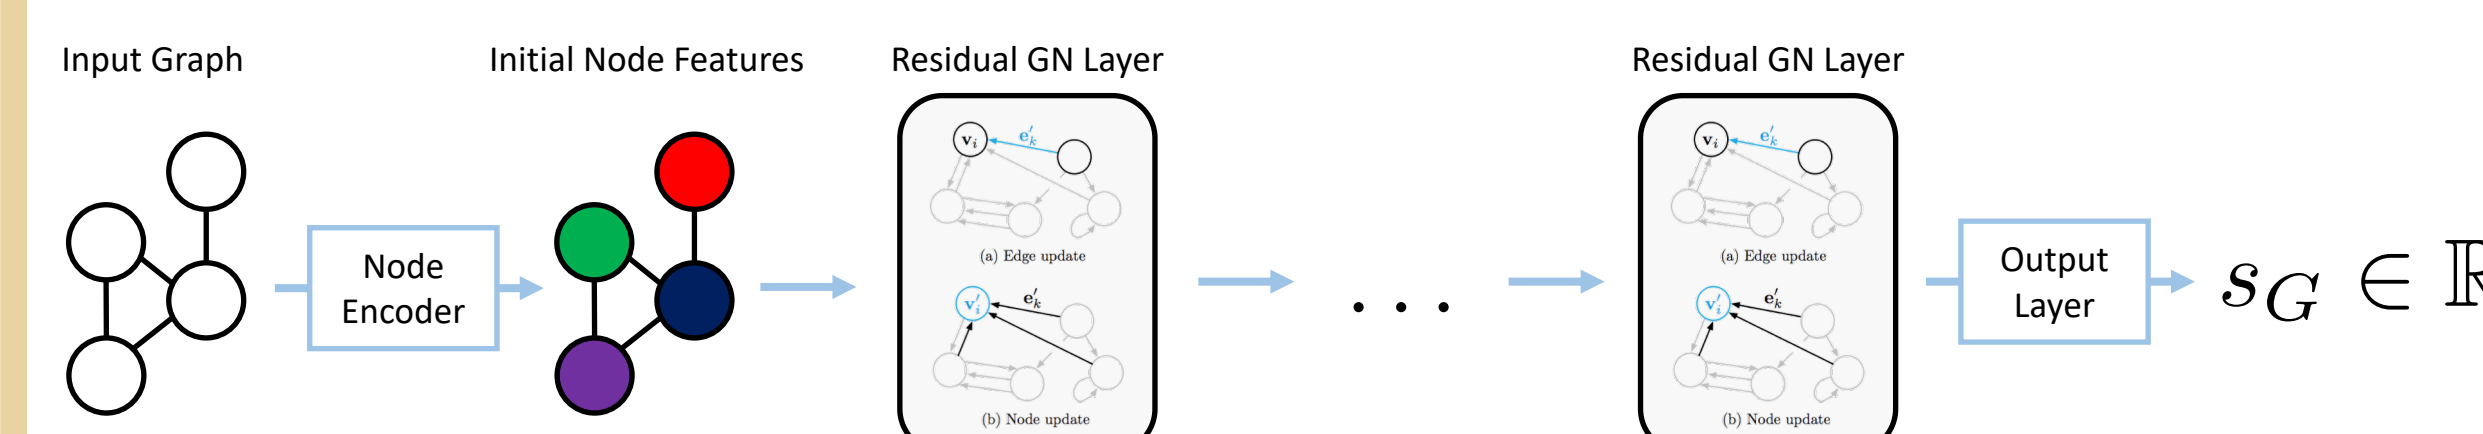 Input Graph
Initial Node Features
Residual GN Layer
Residual GN Layer
Node
Encoder
v_i
e'_k
(a) Edge update
v'_i
e'_k
(b) Node update
. . .
v_i
e'_k
(a) Edge update
v'_i
e'_k
(b) Node update
Output
Layer
s_G ∈ ℝ